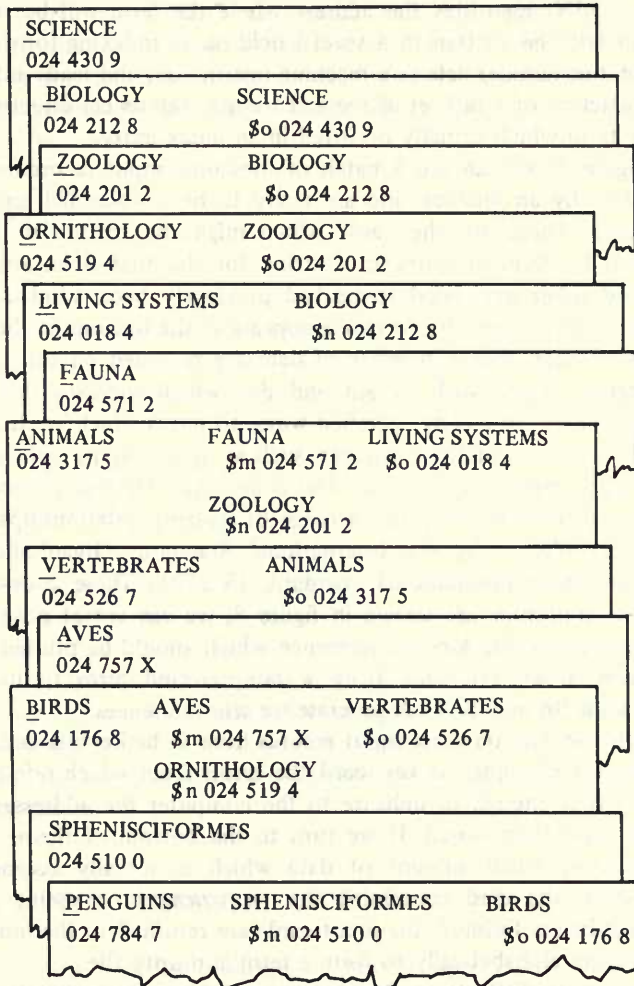 SCIENCE
024 430 9
BIOLOGY SCIENCE
024 212 8 $o 024 430 9
ZOOLOGY BIOLOGY
024 201 2 $o 024 212 8
ORNITHOLOGY ZOOLOGY
024 519 4 $o 024 201 2
LIVING SYSTEMS BIOLOGY
024 018 4 $n 024 212 8
FAUNA
024 571 2
ANIMALS FAUNA LIVING SYSTEMS
024 317 5 $m 024 571 2 $o 024 018 4
ZOOLOGY
$n 024 201 2
VERTEBRATES ANIMALS
024 526 7 $o 024 317 5
AVES
024 757 X
BIRDS AVES VERTEBRATES
024 176 8 $m 024 757 X $o 024 526 7
ORNITHOLOGY
$n 024 519 4
SPHENISCIFORMES
024 510 0
PENGUINS SPHENISCIFORMES BIRDS
024 784 7 $m 024 510 0 $o 024 176 8